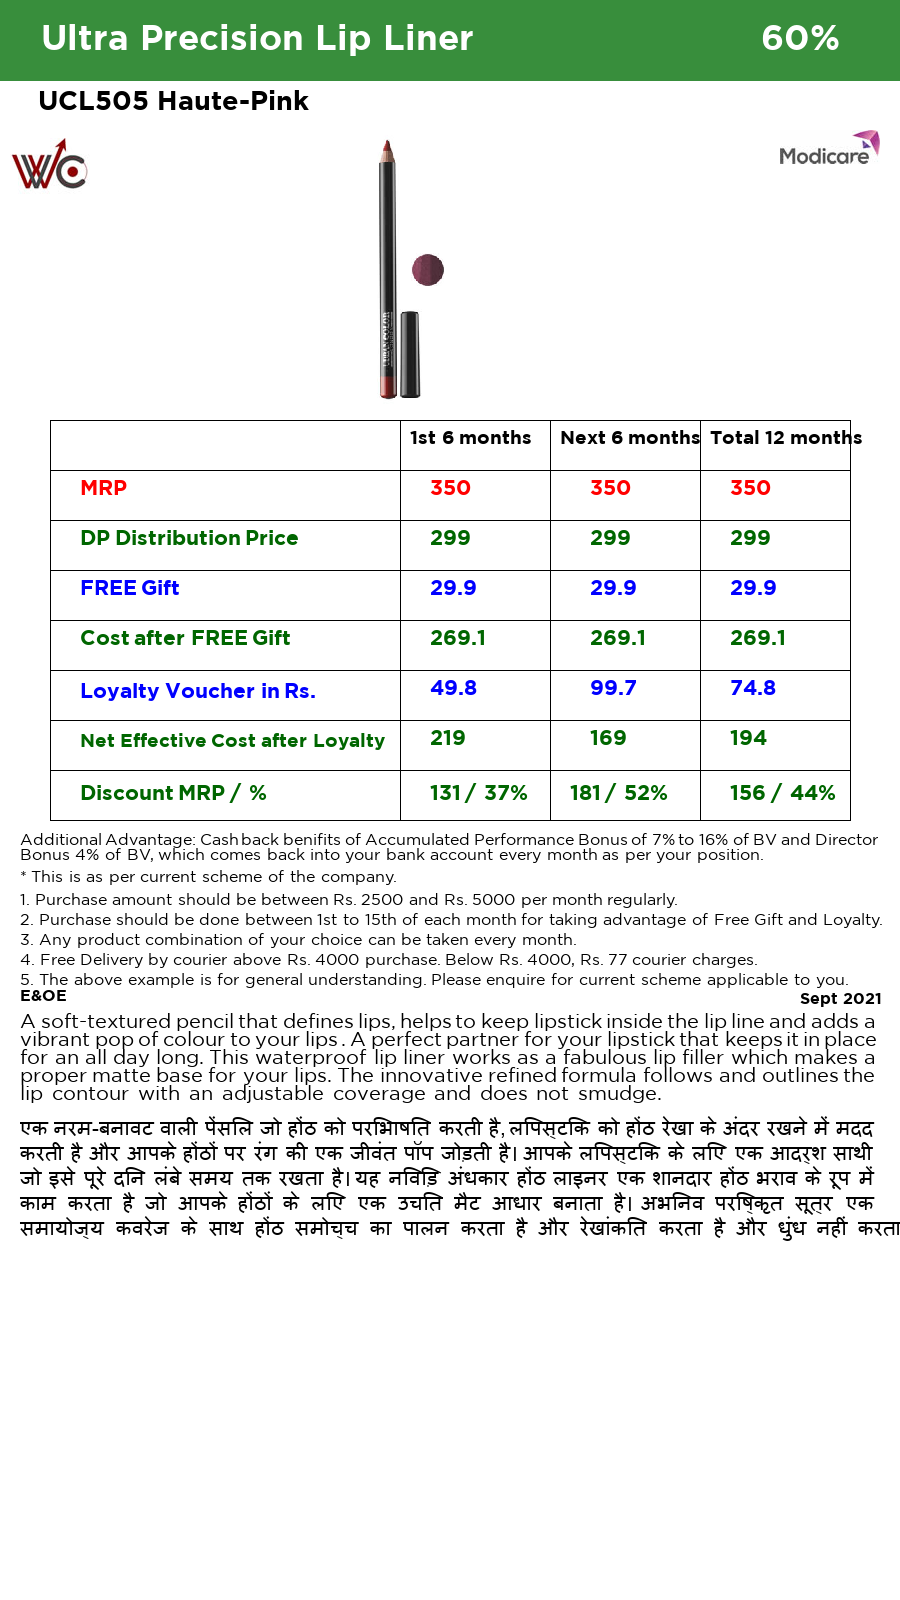 Ultra Precision Lip Liner 60%
UCL505 Haute-Pink
WC
Modicare
URBAN COLOR
1st 6 months Next 6 months Total 12 months
MRP 350 350 350
DP Distribution Price 299 299 299
FREE Gift 29.9 29.9 29.9
Cost after FREE Gift 269.1 269.1 269.1
Loyalty Voucher in Rs. 49.8 99.7 74.8
Net Effective Cost after Loyalty 219 169 194
Discount MRP / % 131 / 37% 181 / 52% 156 / 44%
Additional Advantage: Cashback benifits of Accumulated Performance Bonus of 7% to 16% of BV and Director
Bonus 4% of BV, which comes back into your bank account every month as per your position.
* This is as per current scheme of the company.
1. Purchase amount should be between Rs. 2500 and Rs. 5000 per month regularly.
2. Purchase should be done between 1st to 15th of each month for taking advantage of Free Gift and Loyalty.
3. Any product combination of your choice can be taken every month.
4. Free Delivery by courier above Rs. 4000 purchase. Below Rs. 4000, Rs. 77 courier charges.
5. The above example is for general understanding. Please enquire for current scheme applicable to you.
E&OE Sept 2021
A soft-textured pencil that defines lips, helps to keep lipstick inside the lip line and adds a
vibrant pop of colour to your lips . A perfect partner for your lipstick that keeps it in place
for an all day long. This waterproof lip liner works as a fabulous lip filler which makes a
proper matte base for your lips. The innovative refined formula follows and outlines the
lip contour with an adjustable coverage and does not smudge.
एक नरम-बनावट वाली पेंसिल जो होंठ को परिभाषित करती है, लिपस्टिक को होंठ रेखा के अंदर रखने में मदद
करती है और आपके होंठों पर रंग की एक जीवंत पॉप जोड़ती है। आपके लिपस्टिक के लिए एक आदर्श साथी
जो इसे पूरे दिन लंबे समय तक रखता है। यह निविड़ अंधकार होंठ लाइनर एक शानदार होंठ भराव के रूप में
काम करता है जो आपके होंठों के लिए एक उचित मैट आधार बनाता है। अभिनव परिष्कृत सूत्र एक
समायोज्य कवरेज के साथ होंठ समोच्च का पालन करता है और रेखांकित करता है और धुंध नहीं करता